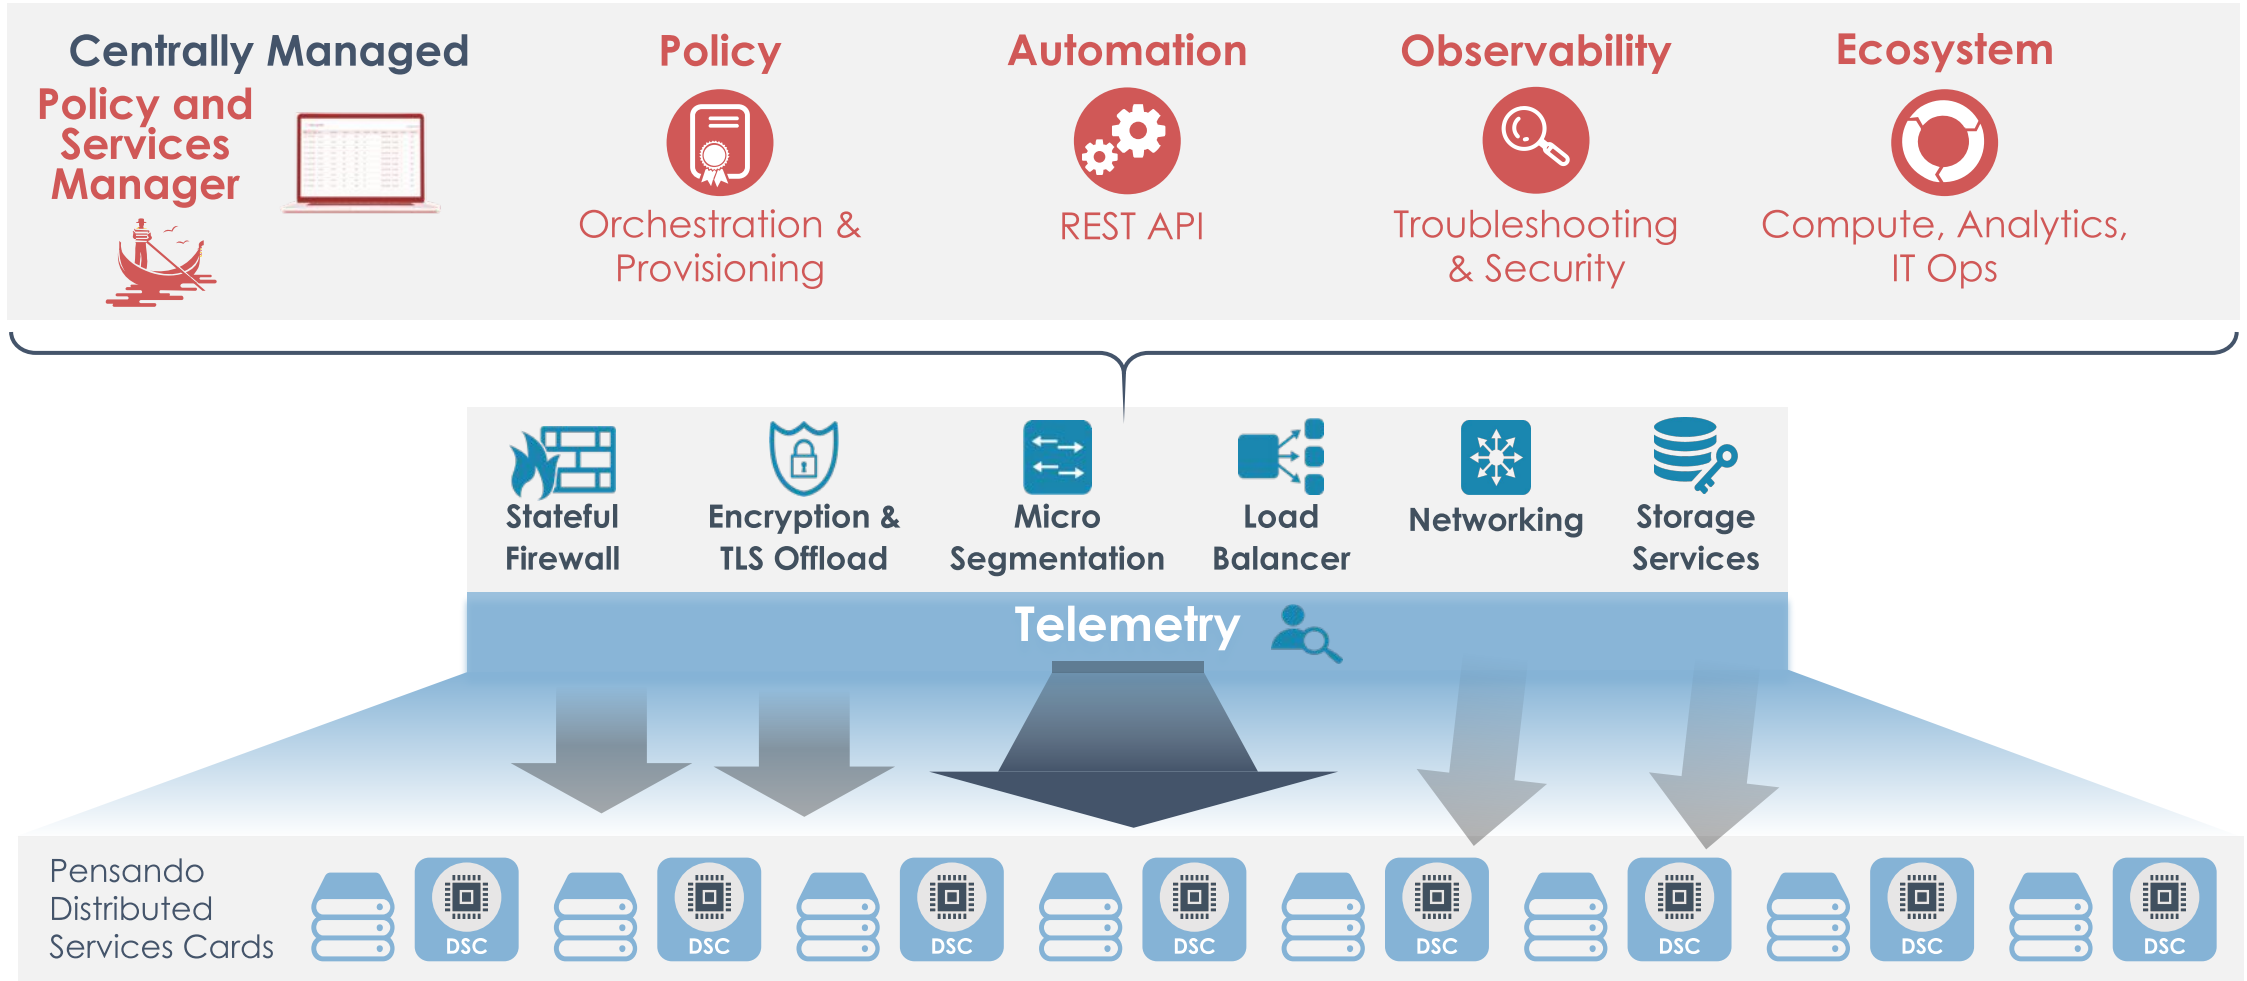 Centrally Managed
Policy and
Services
Manager
Policy
Orchestration &
Provisioning
Automation
REST API
Observability
Troubleshooting
& Security
Ecosystem
Compute, Analytics,
IT Ops
Stateful
Firewall
Encryption &
TLS Offload
Micro
Segmentation
Load
Balancer
Networking
Storage
Services
Telemetry
Pensando
Distributed
Services Cards
DSC
DSC
DSC
DSC
DSC
DSC
DSC
DSC